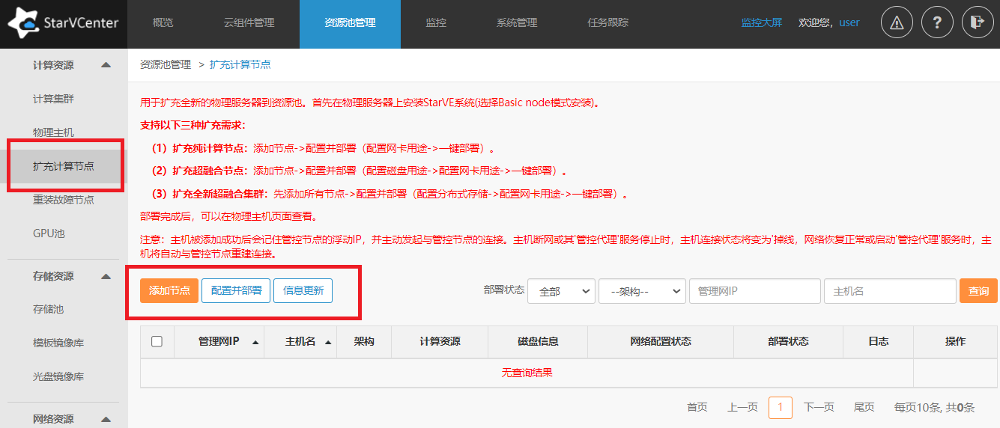 StarVCenter
概览
云组件管理
资源池管理
监控
系统管理
任务跟踪
监控大屏
欢迎您, user
计算资源
计算集群
物理主机
扩充计算节点
重装故障节点
GPU池
存储资源
存储池
模板镜像库
光盘镜像库
网络资源
资源池管理 > 扩充计算节点
用于扩充全新的物理服务器到资源池。首先在物理服务器上安装StarVE系统(选择Basic node模式安装)。
支持以下三种扩充需求：
（1）扩充纯计算节点：添加节点->配置并部署（配置网卡用途->一键部署）。
（2）扩充超融合节点：添加节点->配置并部署（配置磁盘用途->配置网卡用途->一键部署）。
（3）扩充全新超融合集群：先添加所有节点->配置并部署（配置分布式存储->配置网卡用途->一键部署）。
部署完成后，可以在物理主机页面查看。
注意：主机被添加成功后会记住管控节点的浮动IP，并主动发起与管控节点的连接。主机断网或其'管控代理'服务停止时，主机连接状态将变为'掉线，网络恢复正常或启动'管控代理'服务时，主
机将自动与管控节点重建连接。
添加节点 配置并部署 信息更新
部署状态 全部 --架构-- 管理网IP 主机名 查询
管理网IP 主机名 架构 计算资源 磁盘信息 网络配置状态 部署状态 日志 操作
无查询结果
首页 上一页 1 下一页 尾页 每页10条, 共0条